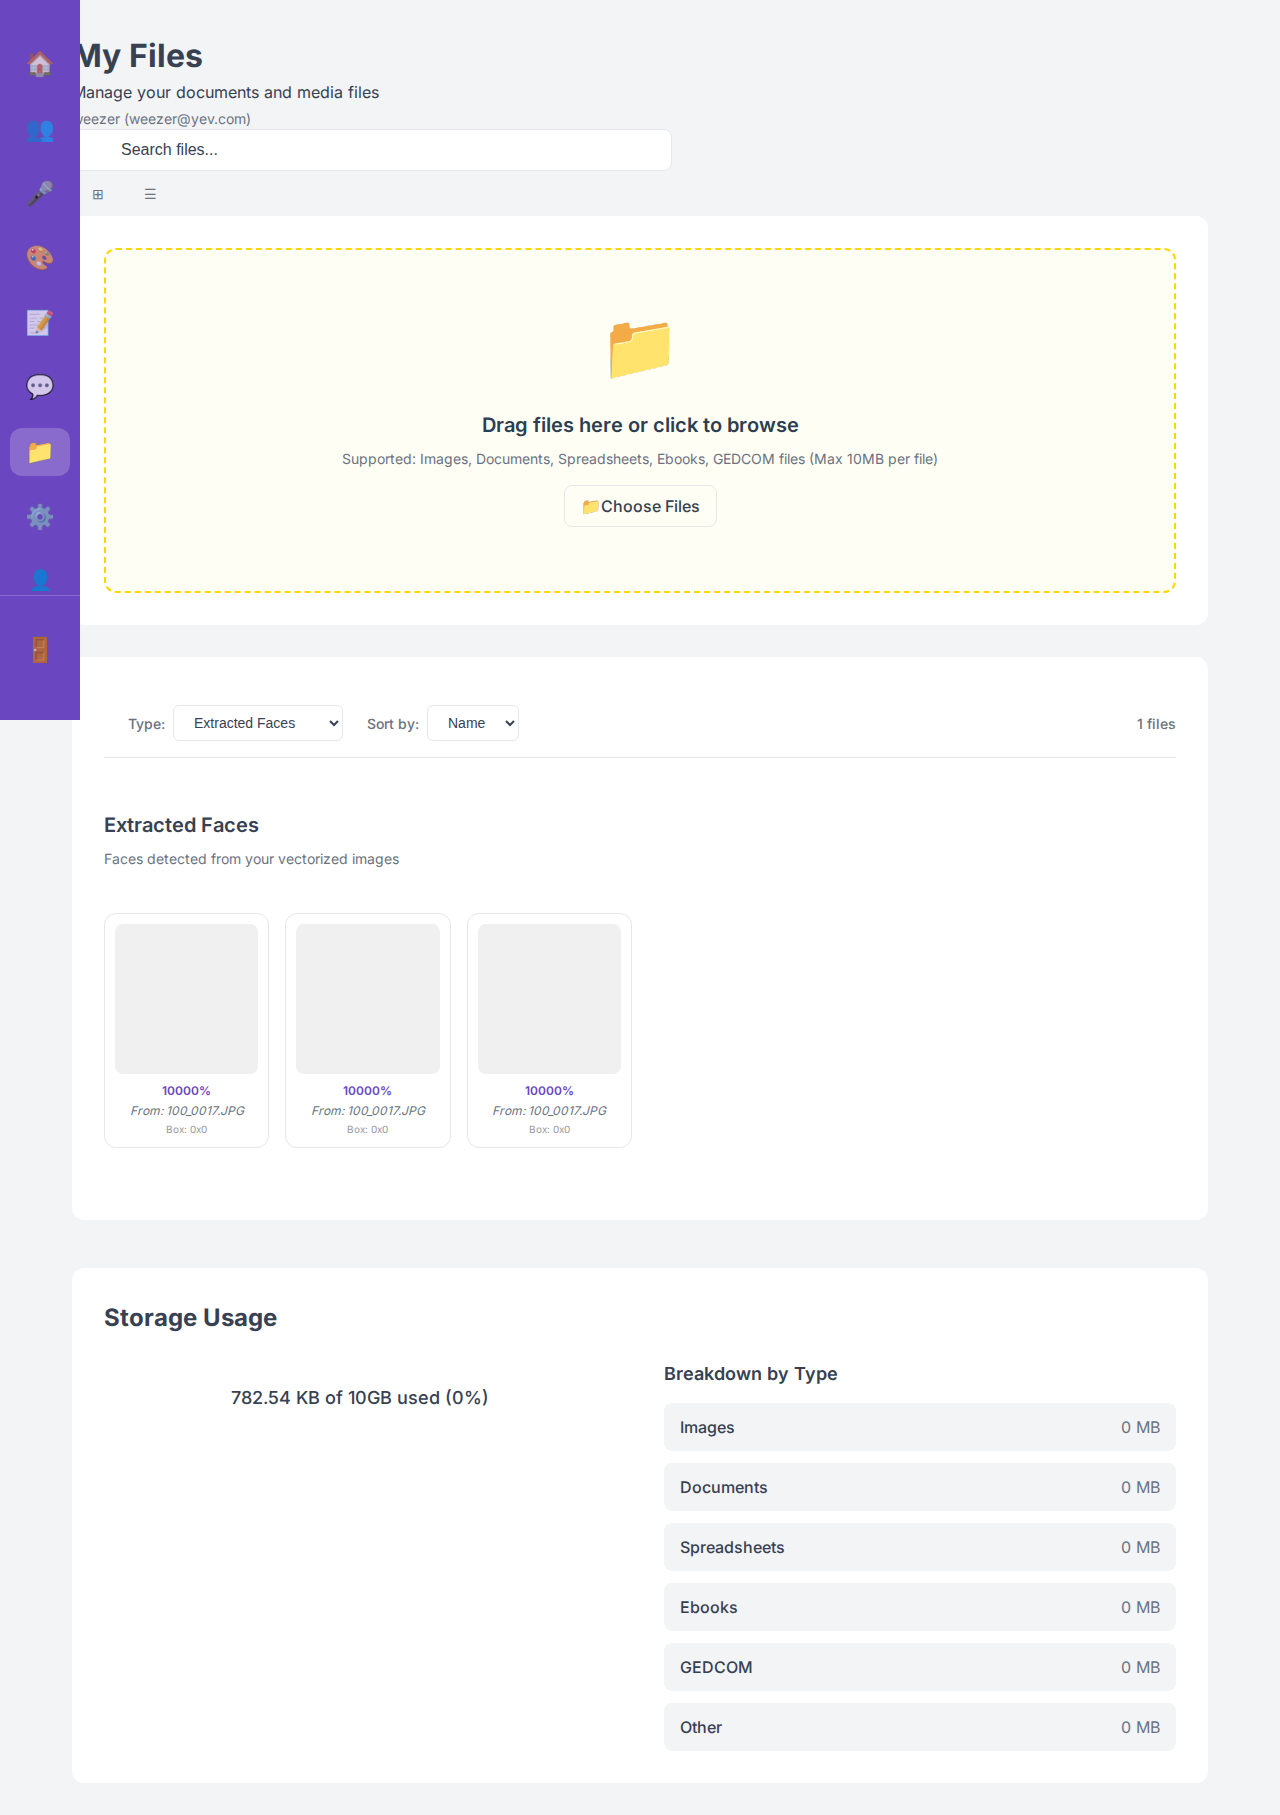 My Files
Manage your documents and media files
weezer (weezer@yev.com)
Search files...
Drag files here or click to browse
Supported: Images, Documents, Spreadsheets, Ebooks, GEDCOM files (Max 10MB per file)
Choose Files
Type: Extracted Faces Sort by: Name 1 files
Extracted Faces
Faces detected from your vectorized images
10000% 10000% 10000%
From: 100_0017.JPG From: 100_0017.JPG From: 100_0017.JPG
Box: 0x0 Box: 0x0 Box: 0x0
Storage Usage
782.54 KB of 10GB used (0%)
Breakdown by Type
Images 0 MB
Documents 0 MB
Spreadsheets 0 MB
Ebooks 0 MB
GEDCOM 0 MB
Other 0 MB